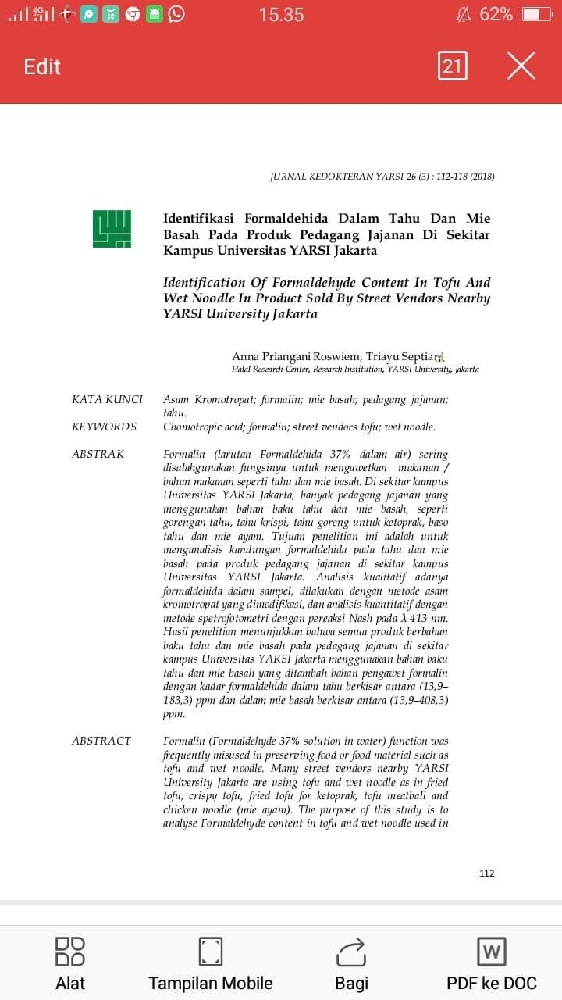 15.35
62%
Edit
21
JURNAL KEDOKTERAN YARSI 26 (3) : 112-118 (2018)
Identifikasi Formaldehida Dalam Tahu Dan Mie
Basah Pada Produk Pedagang Jajanan Di Sekitar
Kampus Universitas YARSI Jakarta
Identification Of Formaldehyde Content In Tofu And
Wet Noodle In Product Sold By Street Vendors Nearby
YARSI University Jakarta
Anna Priangani Roswiem, Triayu
Halal Research Center, Research Institution, YARSI University, Jakarta
KATA KUNCI Asam Kromotropat; formalin; mie basah; pedagang jajanan;
tahu.
KEYWORDS Chomotropic acid; formalin; street vendors tofu; wet noodle.
ABSTRAK Formalin (larutan Formaldehida 37% dalam air) sering
disalahgunakan fungsinya untuk mengawetkan makanan /
bahan makanan seperti tahu dan mie basah. Di sekitar kampus
Universitas YARSI Jakarta, banyak pedagang jajanan yang
menggunakan bahan baku tahu dan mie basah, seperti
gorengan tahu, tahu krispi, tahu goreng untuk ketoprak, baso
tahu dan mie ayam. Tujuan penelitian ini adalah untuk
menganalisis kandungan formaldehida pada tahu dan mie
basah pada produk pedagang jajanan di sekitar kampus
Universitas YARSI Jakarta. Analisis kualitatif adanya
formaldehida dalam sampel, dilakukan dengan metode asam
kromotropat yang dimodifikasi, dan analisis kuantitatif dengan
metode spetrofotometri dengan pereaksi Nash pada λ 413 nm.
Hasil penelitian menunjukkan bahwa semua produk berbahan
baku tahu dan mie basah pada pedagang jajanan di sekitar
kampus Universitas YARSI Jakarta menggunakan bahan baku
tahu dan mie basah yang ditambah bahan pengawet formalin
dengan kadar formaldehida dalam tahu berkisar antara (13,9–
183,3) ppm dan dalam mie basah berkisar antara (13,9–408,3)
ppm.
ABSTRACT Formalin (Formaldehyde 37% solution in water) function was
frequently misused in preserving food or food material such as
tofu and wet noodle. Many street vendors nearby YARSI
University Jakarta are using tofu and wet noodle as in fried
tofu, crispy tofu, fried tofu for ketoprak, tofu meatball and
chicken noodle (mie ayam). The purpose of this study is to
analyse Formaldehyde content in tofu and wet noodle used in
112
Alat Tampilan Mobile Bagi PDF ke DOC